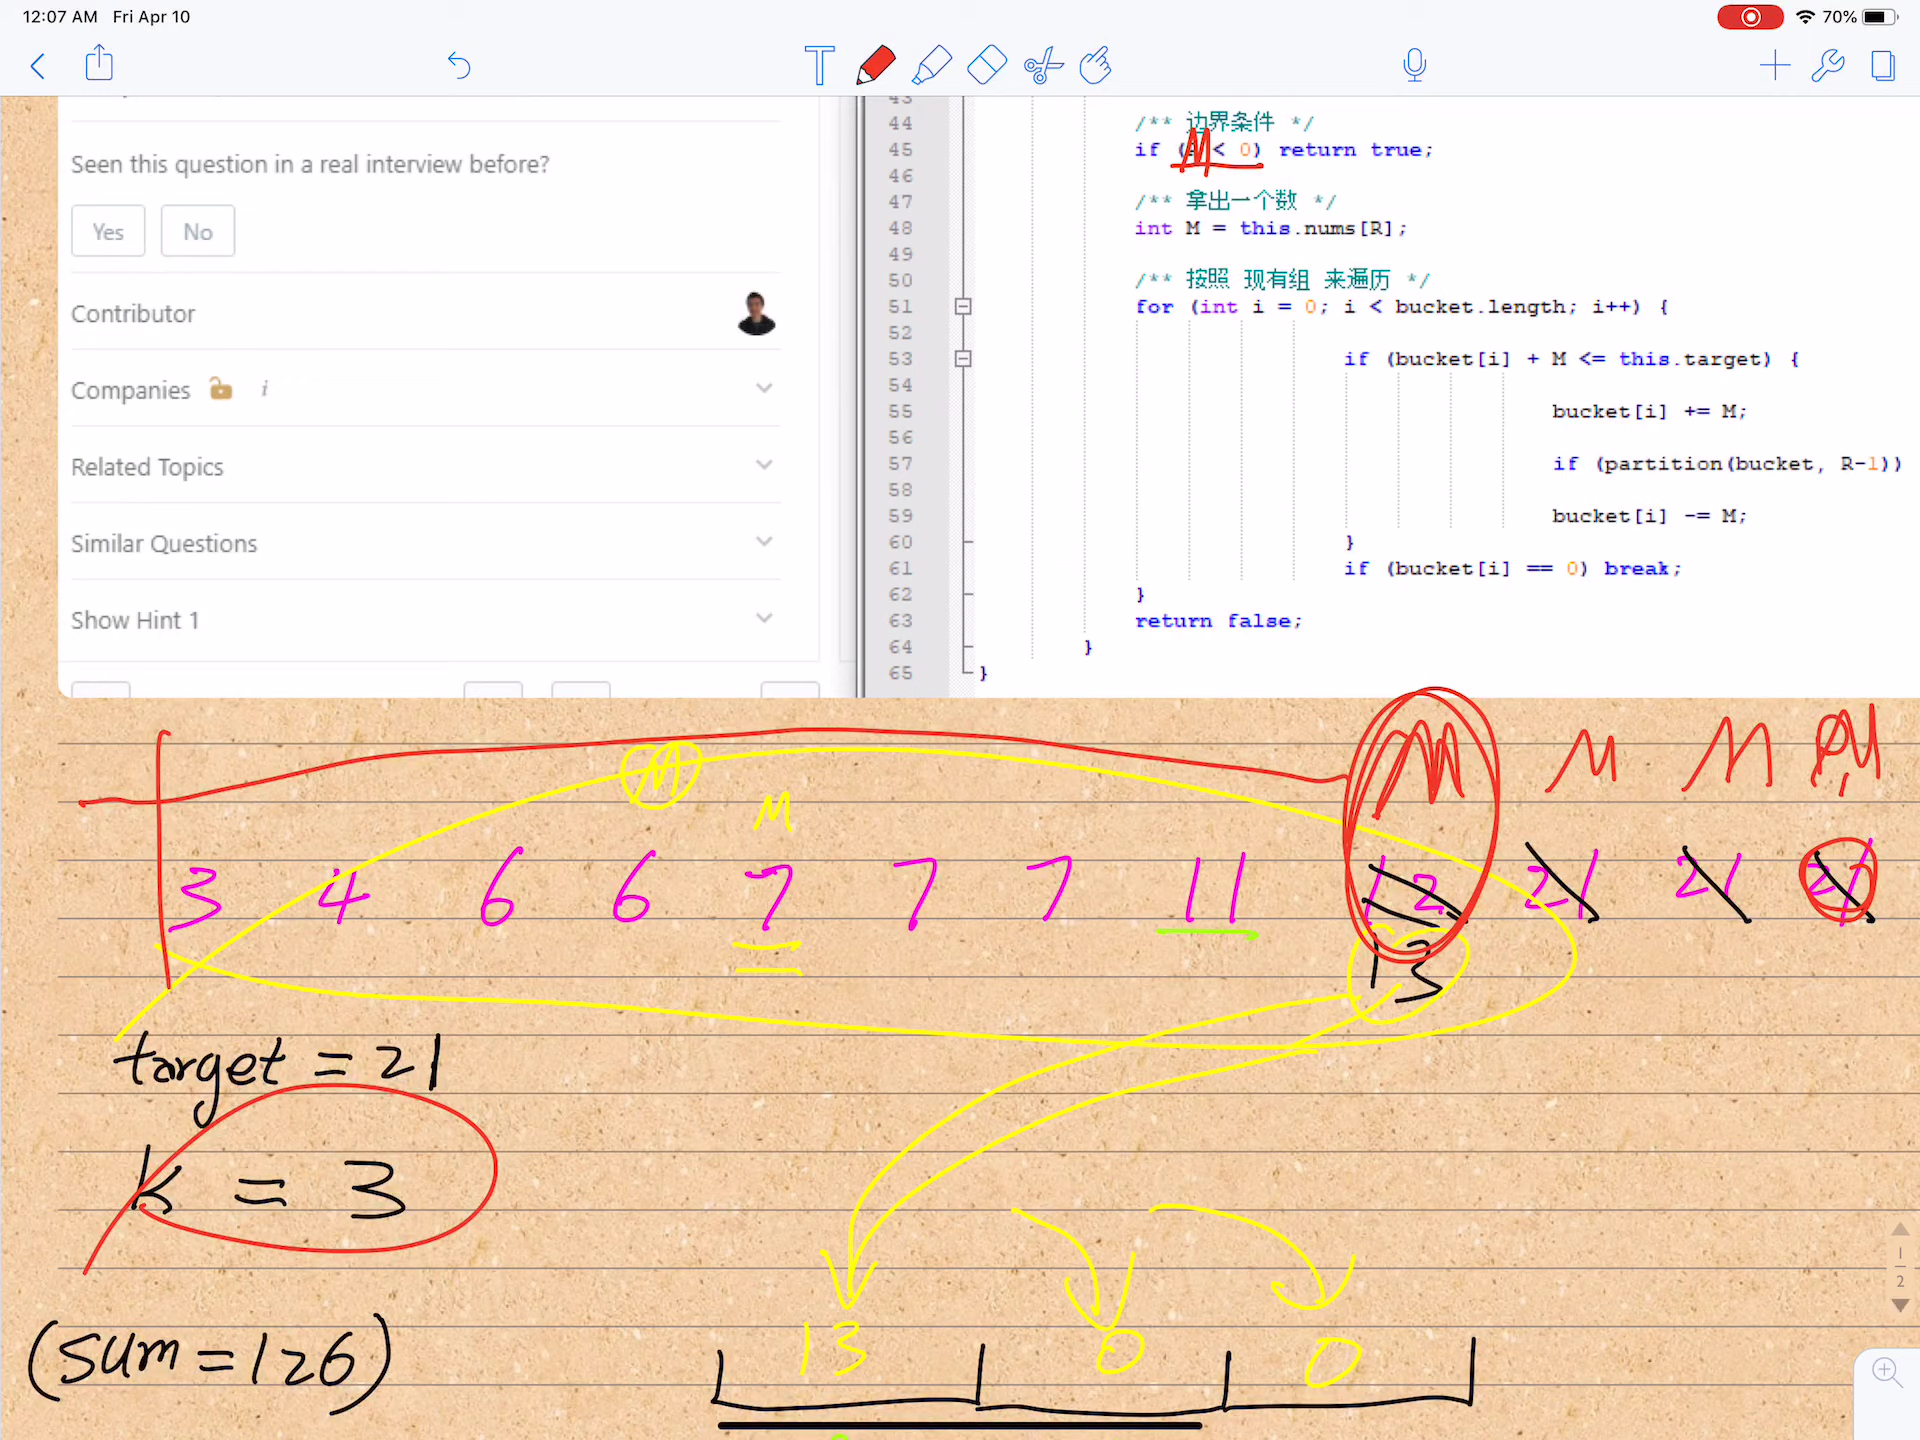 12:07 AM Fri Apr 10
70%
Seen this question in a real interview before?
Yes No
Contributor
Companies i
Related Topics
Similar Questions
Show Hint 1
43
44 /** 边界条件 */
45 if (M < 0) return true;
46
47 /** 拿出一个数 */
48 int M = this.nums[R];
49
50 /** 按照 现有组 来遍历 */
51 for (int i = 0; i < bucket.length; i++) {
52
53 if (bucket[i] + M <= this.target) {
54
55 bucket[i] += M;
56
57 if (partition(bucket, R-1))
58
59 bucket[i] -= M;
60 }
61 if (bucket[i] == 0) break;
62 }
63 return false;
64 }
65 }
M M M M M
M
3 4 6 6 7 7 7 11 12 21 21 21
13
target = 21
k = 3
(sum=126)
13 0 0
1
2